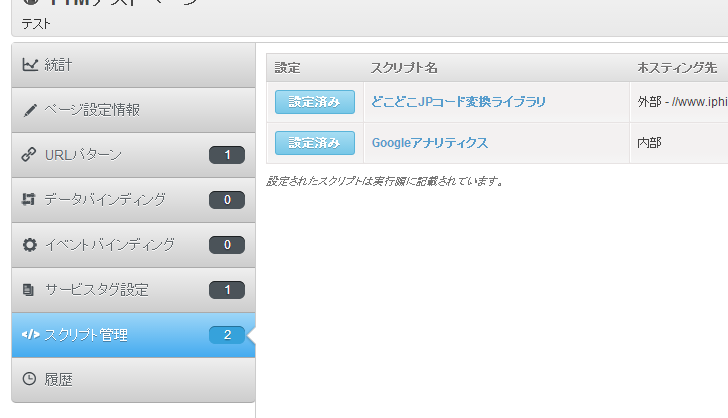 テスト
統計
ページ設定情報
URLパターン 1
データバインディング 0
イベントバインディング 0
サービスタグ設定 1
スクリプト管理 2
履歴
設定 スクリプト名 ホスティング先
設定済み どこどこJPコード変換ライブラリ 外部 - //www.iphi
設定済み Googleアナリティクス 内部
設定されたスクリプトは実行順に記載されています。